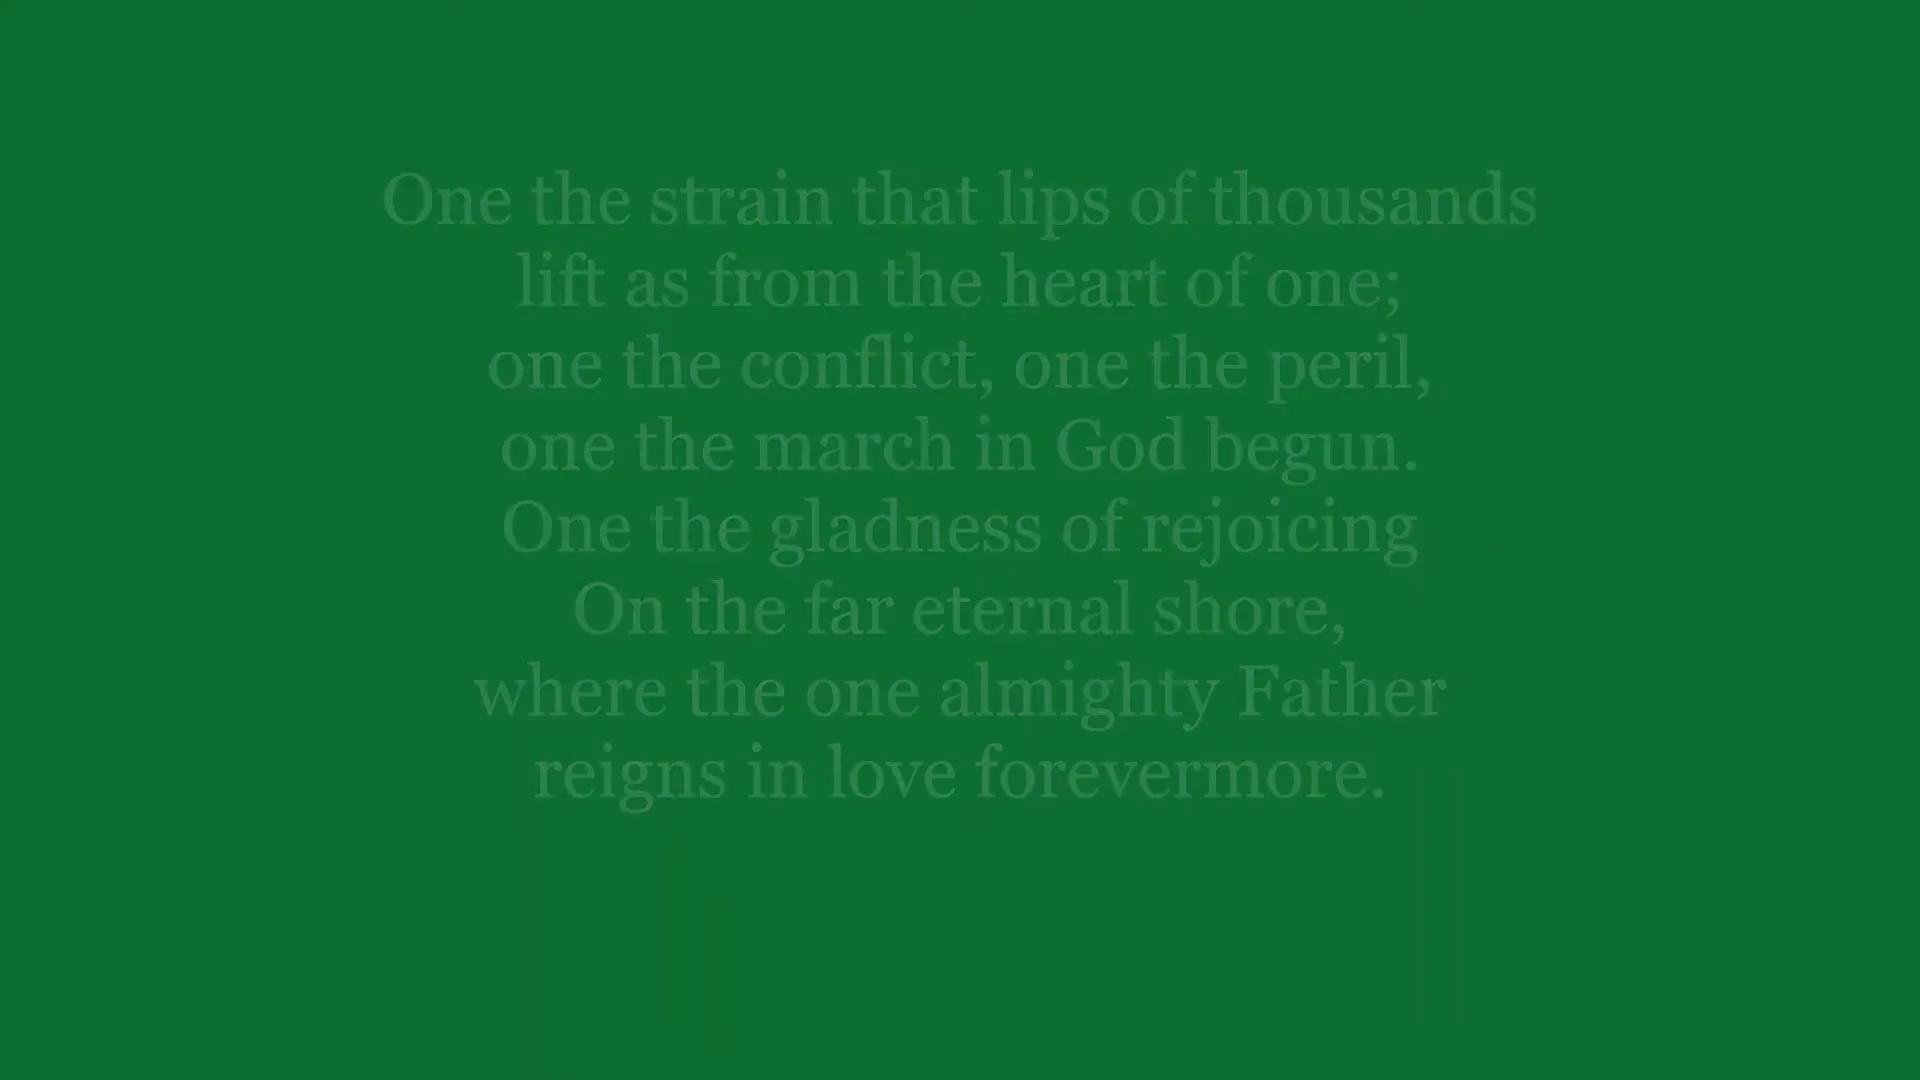 One the strain that lips of thousands
lift as from the heart of one;
one the conflict, one the peril,
one the march in God begun.
One the gladness of rejoicing
On the far eternal shore,
where the one almighty Father
reigns in love forevermore.